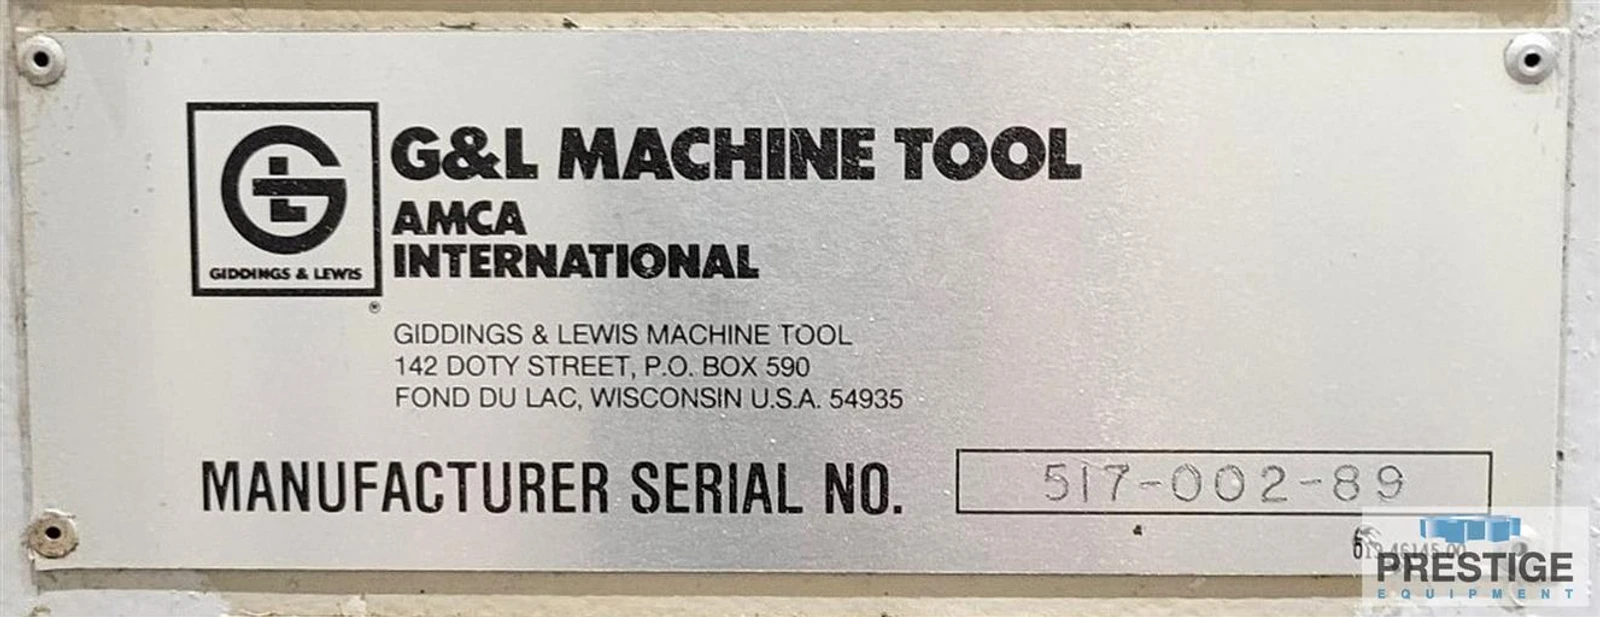 G&L MACHINE TOOL
AMCA
INTERNATIONAL
GL
GIDDINGS & LEWIS
®
GIDDINGS & LEWIS MACHINE TOOL
142 DOTY STREET, P.O. BOX 590
FOND DU LAC, WISCONSIN U.S.A. 54935
MANUFACTURER SERIAL NO. 517-002-89
PRESTIGE
EQUIPMENT